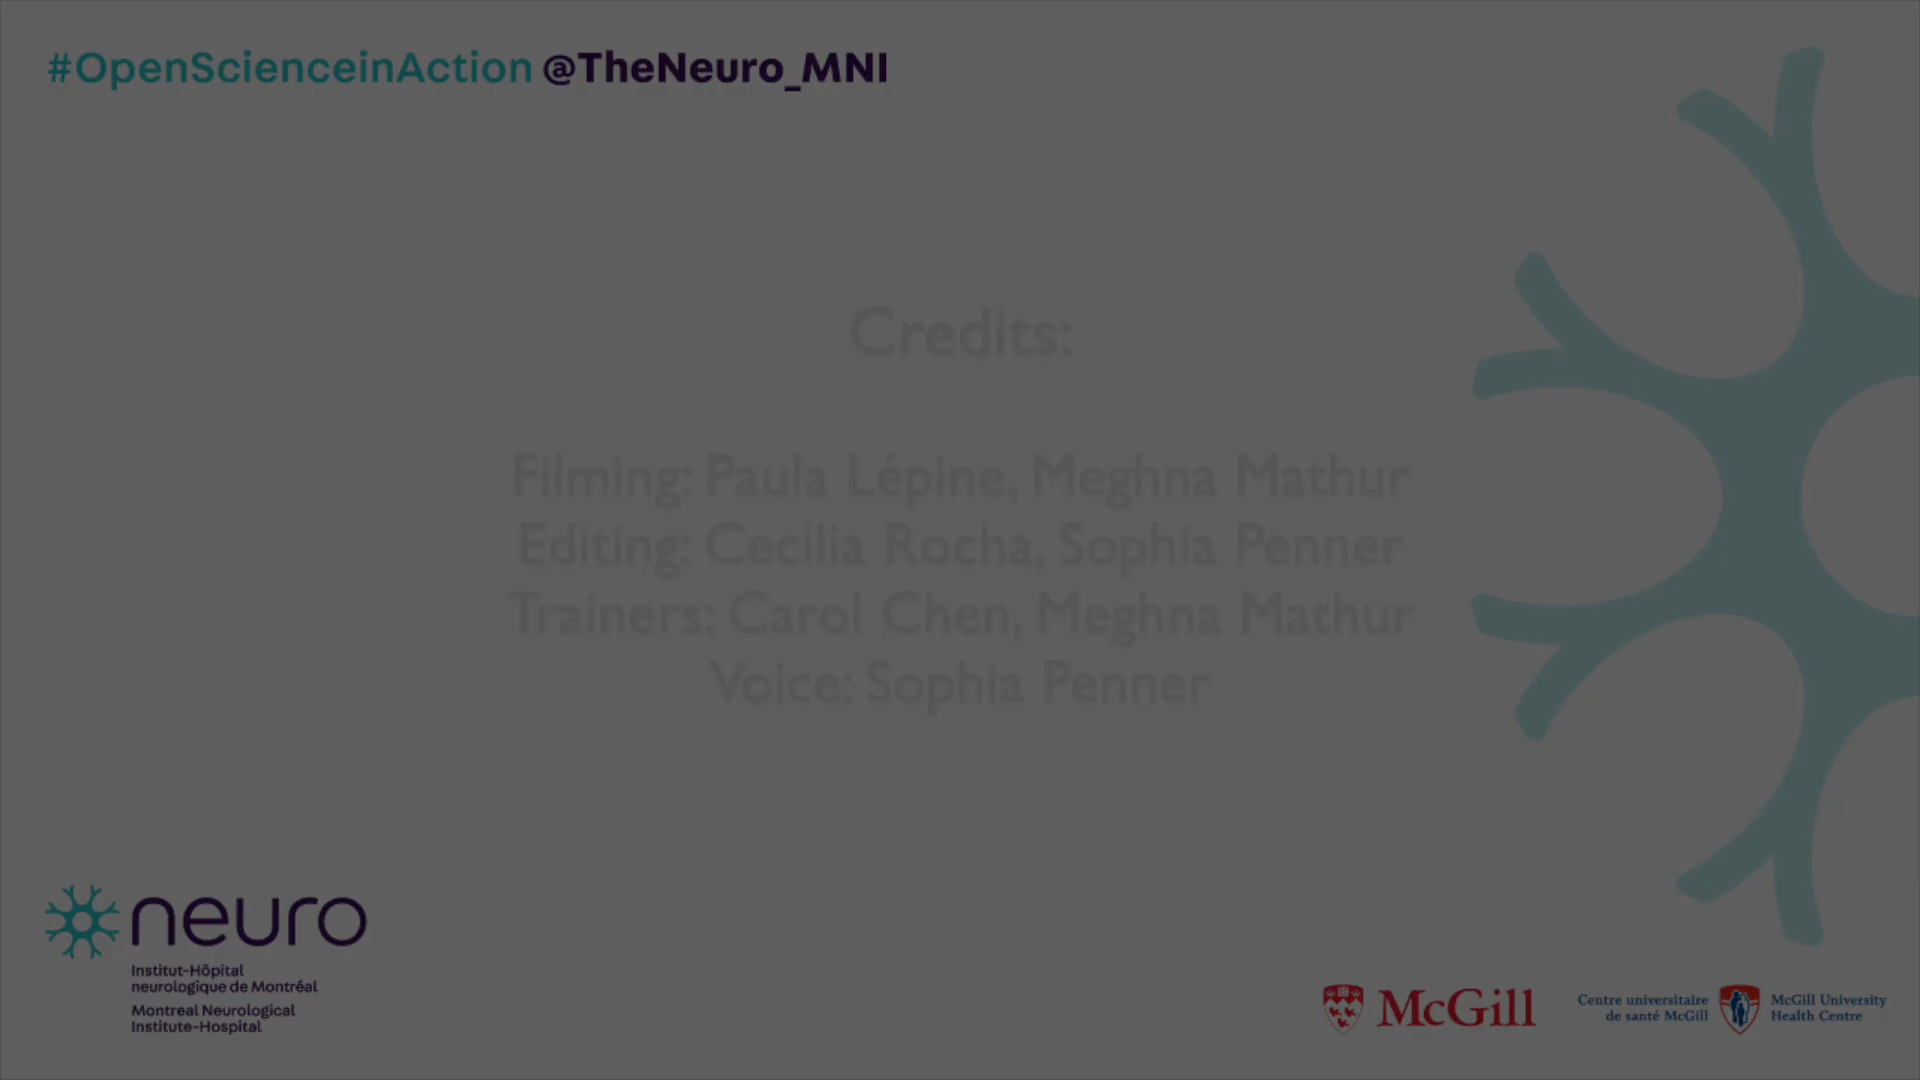 #OpenScienceinAction @TheNeuro_MNI
Credits:
Filming: Paula Lépine, Meghna Mathur
Editing: Cecilia Rocha, Sophia Penner
Trainers: Carol Chen, Meghna Mathur
Voice: Sophia Penner
neuro
Institut-Hôpital
neurologique de Montréal
Montreal Neurological
Institute-Hospital
McGill
Centre universitaire
de santé McGill
McGill University
Health Centre